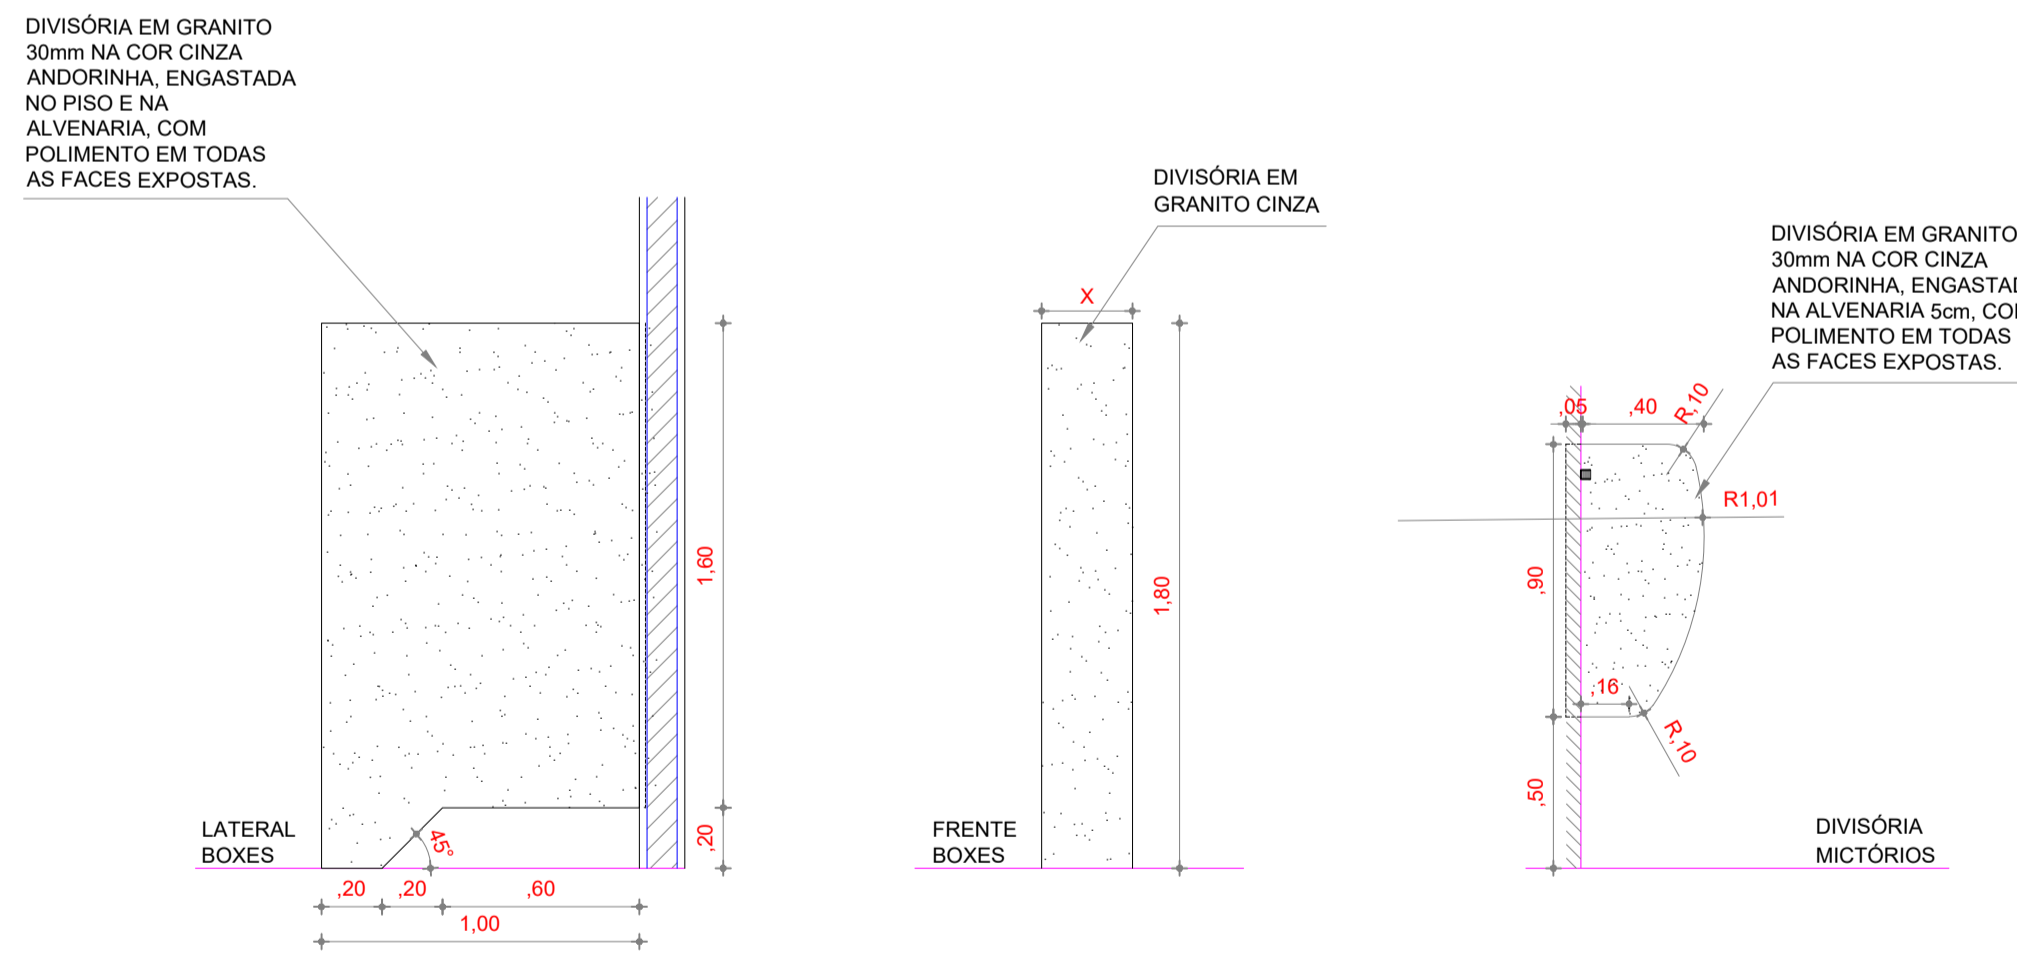 DIVISÓRIA EM GRANITO
30mm NA COR CINZA
ANDORINHA, ENGASTADA
NO PISO E NA
ALVENARIA, COM
POLIMENTO EM TODAS
AS FACES EXPOSTAS.
1,60
,20
45°
LATERAL
BOXES
,20
,20
,60
1,00
DIVISÓRIA EM
GRANITO CINZA
X
1,80
FRENTE
BOXES
DIVISÓRIA EM GRANITO
30mm NA COR CINZA
ANDORINHA, ENGASTAD
NA ALVENARIA 5cm, CO
POLIMENTO EM TODAS
AS FACES EXPOSTAS.
,05
,40
R,10
R1,01
,90
,16
R,10
,50
DIVISÓRIA
MICTÓRIOS